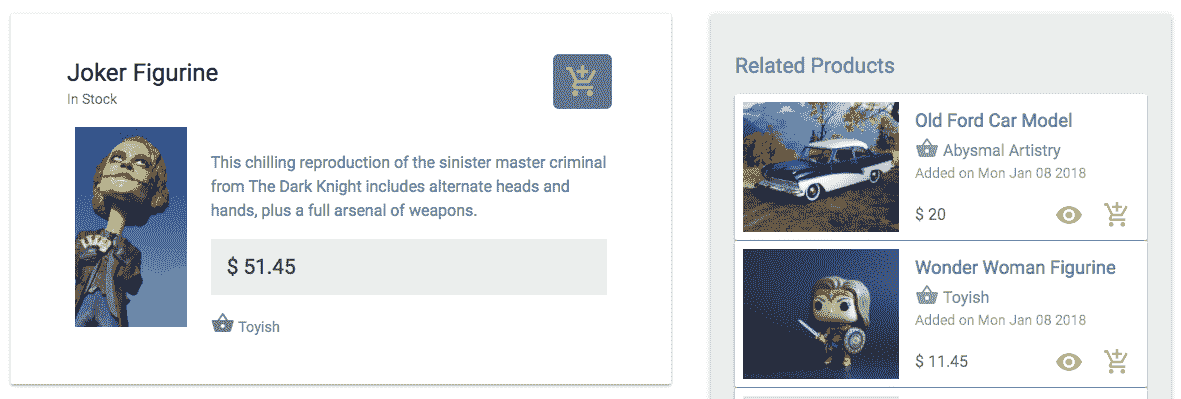 Joker Figurine
In Stock
This chilling reproduction of the sinister master criminal
from The Dark Knight includes alternate heads and
hands, plus a full arsenal of weapons.
$ 51.45
Toyish
Related Products
Old Ford Car Model
Abysmal Artistry
Added on Mon Jan 08 2018
$ 20
Wonder Woman Figurine
Toyish
Added on Mon Jan 08 2018
$ 11.45